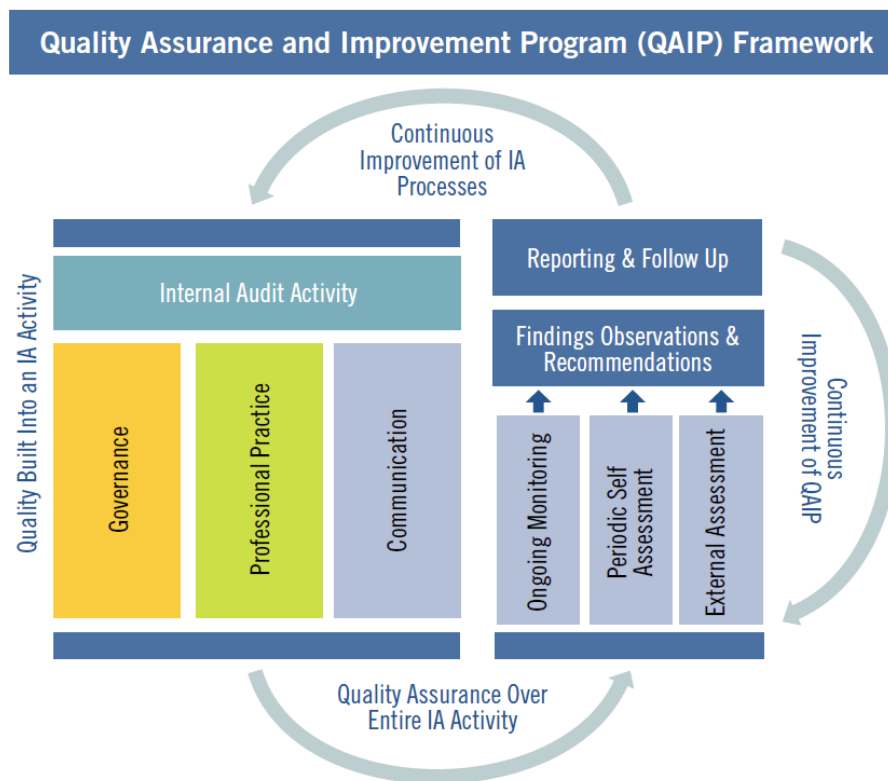 Quality Assurance and Improvement Program (QAIP) Framework
Continuous
Improvement of IA
Processes
Quality Built Into an IA Activity
Internal Audit Activity
Governance
Professional Practice
Communication
Reporting & Follow Up
Findings Observations &
Recommendations
Ongoing Monitoring
Periodic Self
Assessment
External Assessment
Continuous
Improvement of QAIP
Quality Assurance Over
Entire IA Activity